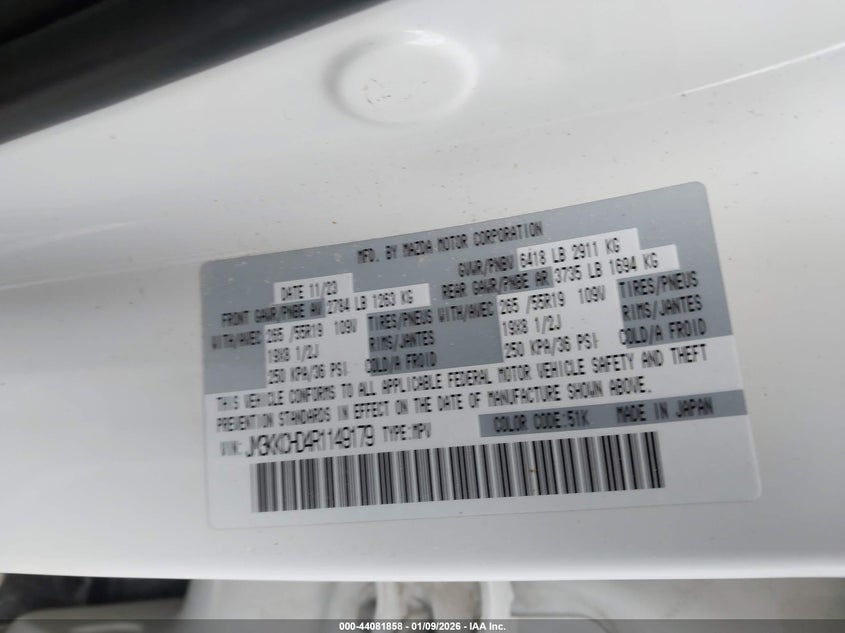 MFD. BY MAZDA MOTOR CORPORATION
DATE 11/23 GVWR/PNBV 6418 LB 2911 KG
FRONT GAWR/PNBE AV 2784 LB 1263 KG REAR GAWR/PNBE AR 3735 LB 1694 KG
WITH/AVEC 265 /55R19 109V TIRES/PNEUS WITH/AVEC 265 /55R19 109V TIRES/PNEUS
19X8 1/2J RIMS/JANTES 19X8 1/2J RIMS/JANTES
250 KPA/36 PSI COLD/A FROID 250 KPA/36 PSI COLD/A FROID
THIS VEHICLE CONFORMS TO ALL APPLICABLE FEDERAL MOTOR VEHICLE SAFETY AND THEFT
PREVENTION STANDARDS IN EFFECT ON THE DATE OF MANUFACTURE SHOWN ABOVE.
VIN: JM3KKCHD4R1149179 TYPE:MPV COLOR CODE:51K MADE IN JAPAN
000-44081858 - 01/09/2026 - IAA Inc.